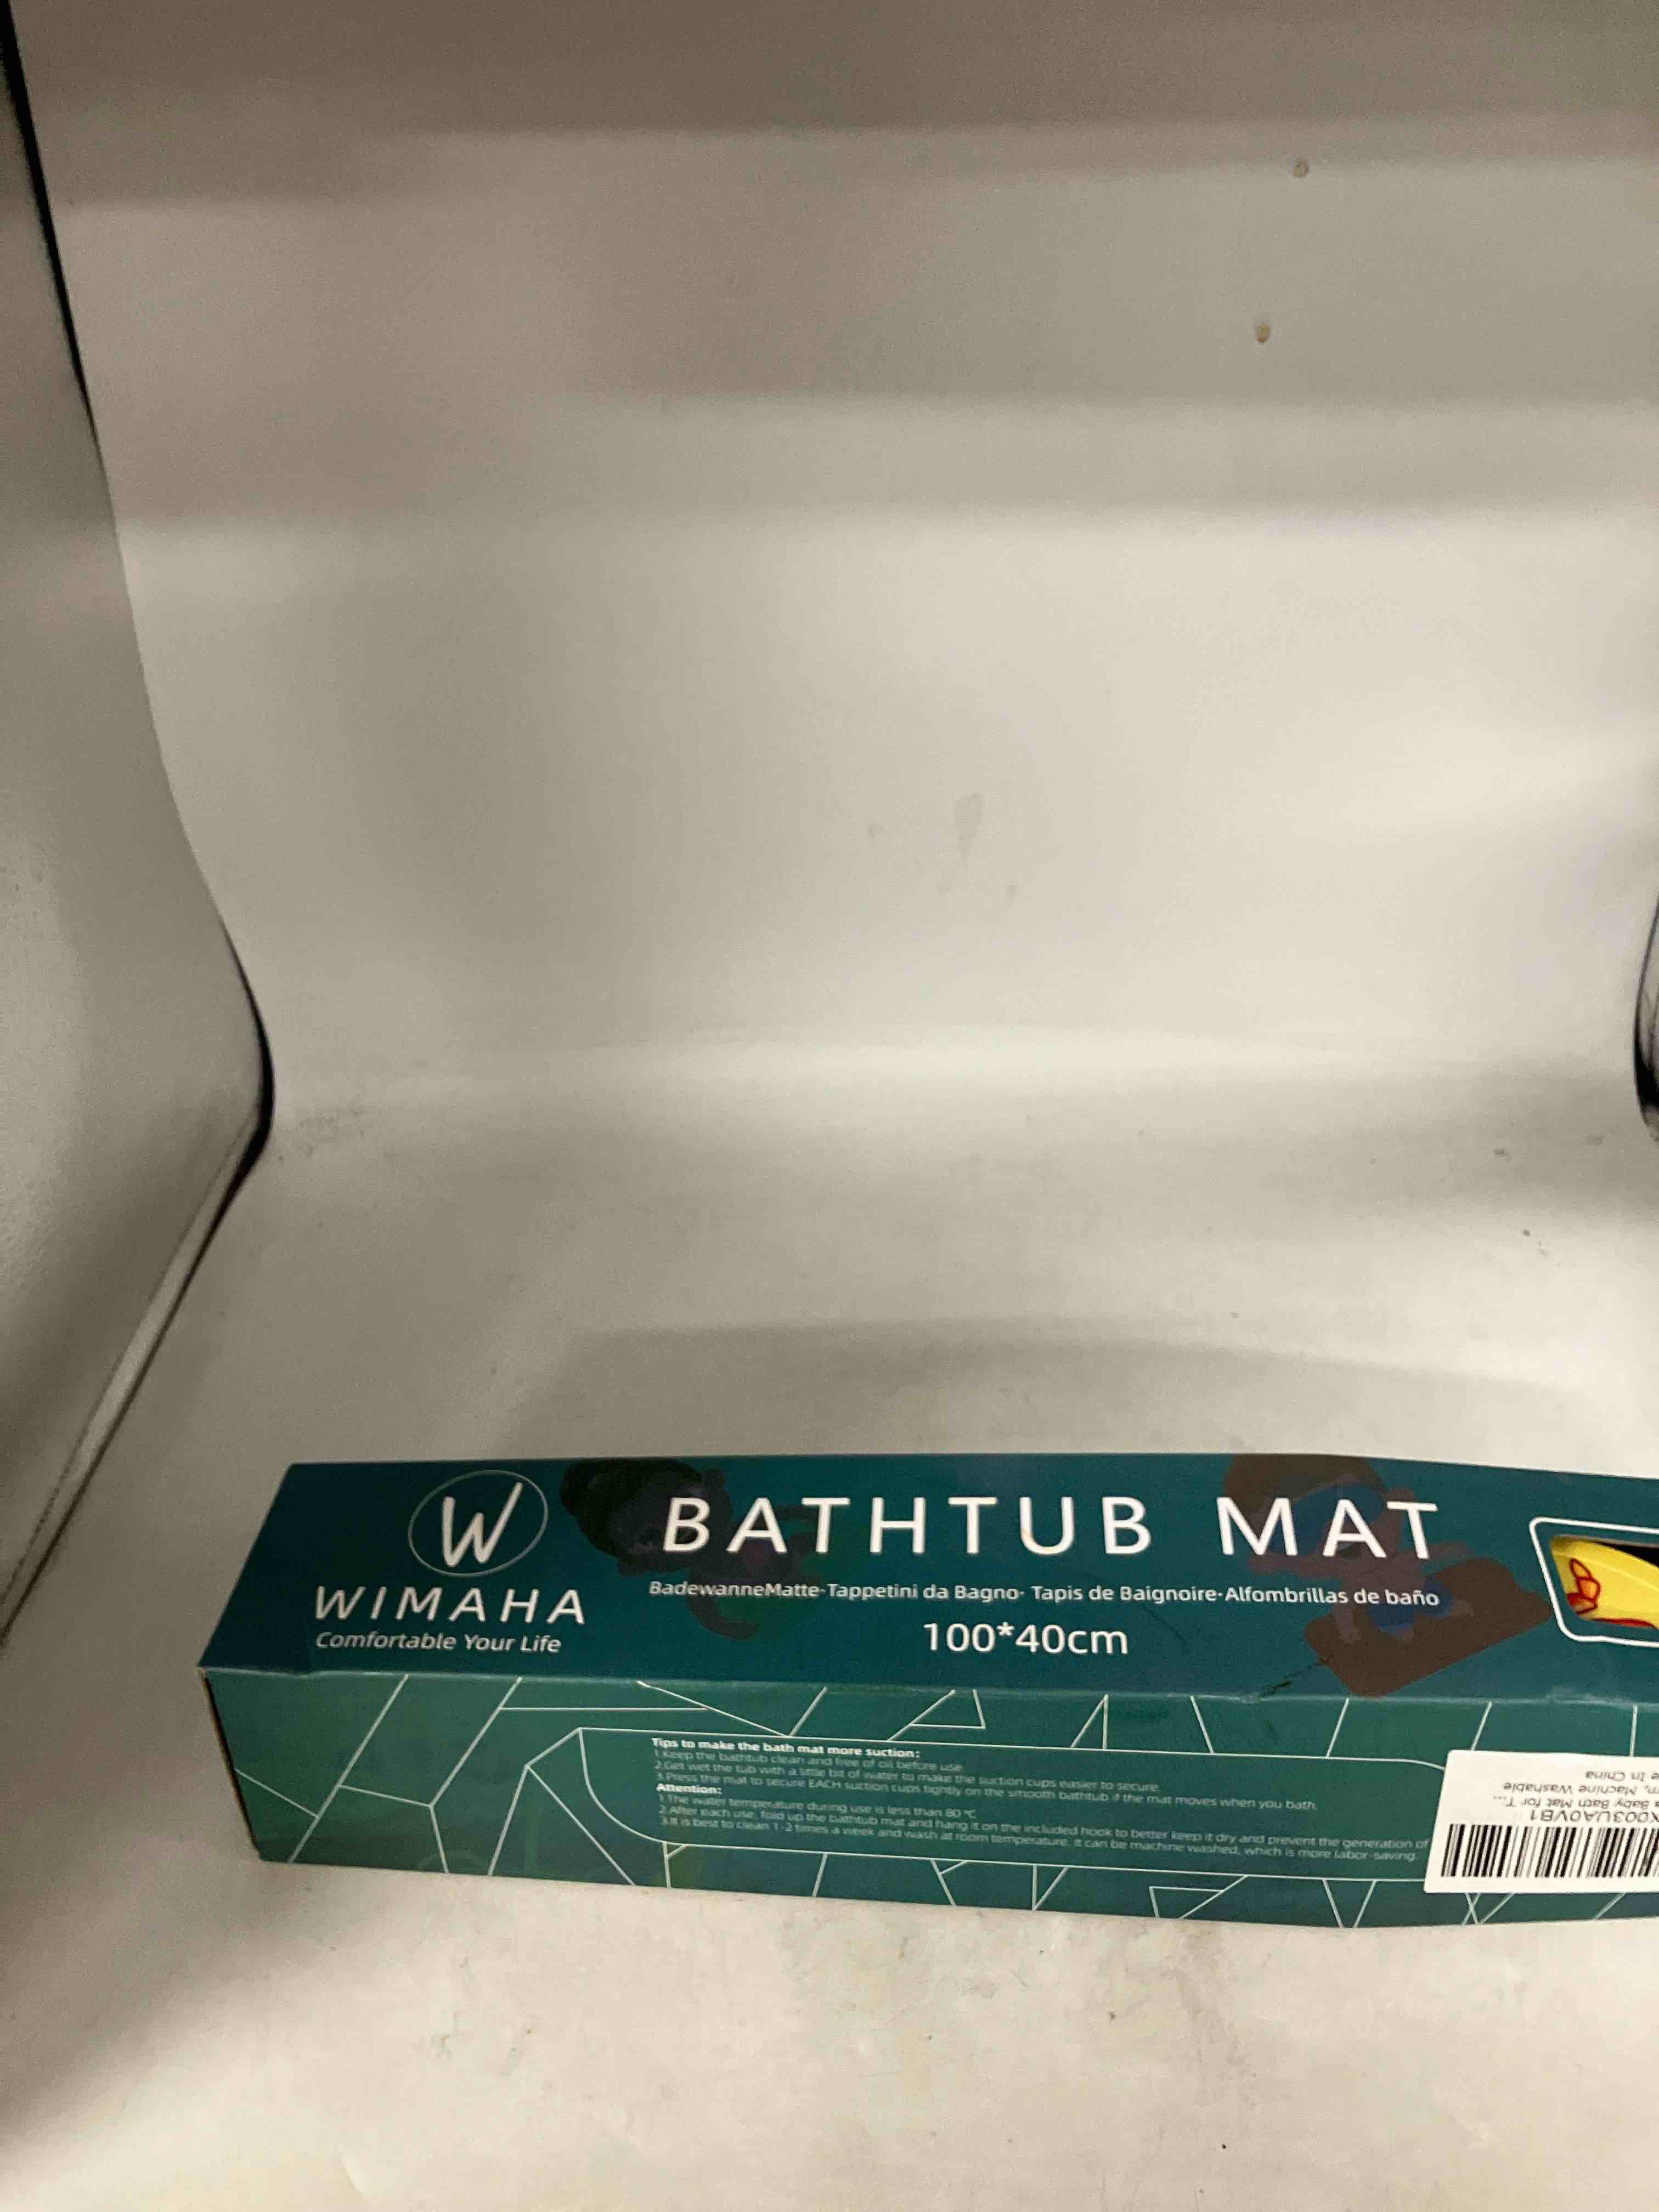 W
WIMAHA
Comfortable Your Life
BATHTUB MAT
BadewanneMatte-Tappetini da Bagno- Tapis de Baignoire-Alfombrillas de baño
100*40cm
Tips to make the bath mat more suction:
1.Keep the bathtub clean and free of oil before use
2.Get wet the tub with a little bit of water to make the suction cups easier to secure.
3.Press the mat to secure EACH suction cups tightly on the smooth bathtub if the mat moves when you bath.
Attention:
1.The water temperature during use is less than 80 ℃
2.After each use, fold up the bathtub mat and hang it on the included hook to better keep it dry and prevent the generation of
3.It is best to clean 1-2 times a week and wash at room temperature. It can be machine washed, which is more labor-saving.
X003UA0VB1
Baby Bath Mat for T...
Machine Washable
In China